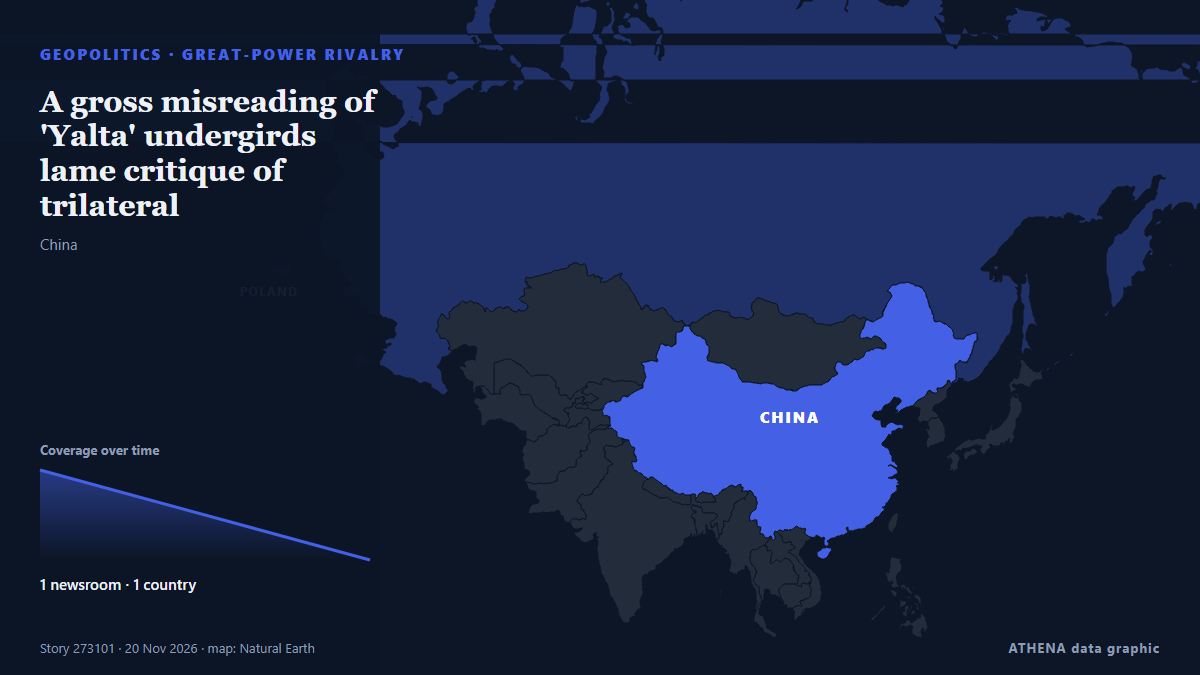 GEOPOLITICS · GREAT-POWER RIVALRY
A gross misreading of
'Yalta' undergirds
lame critique of
trilateral
China
POLAND
CHINA
Coverage over time
1 newsroom · 1 country
Story 273101 · 20 Nov 2026 · map: Natural Earth
ATHENA data graphic